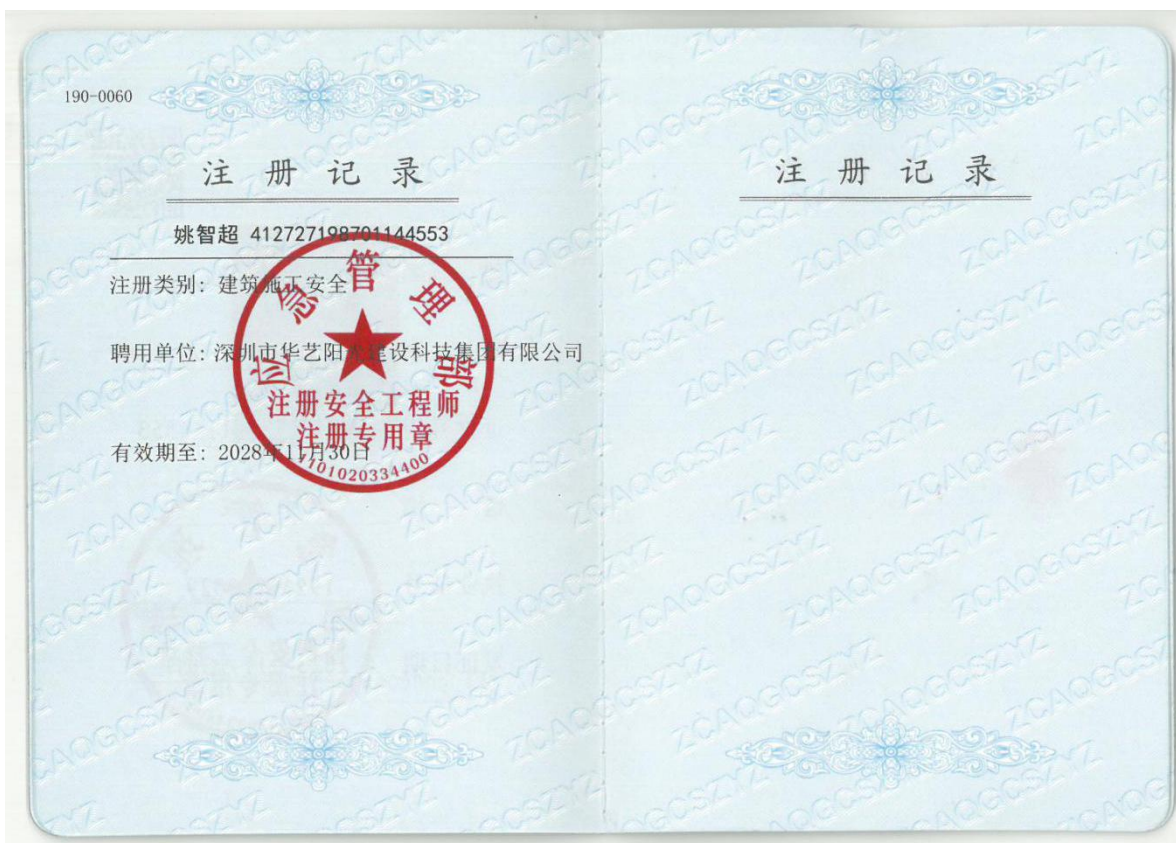 190-0060
注册记录
姚智超 412727198701144553
注册类别：建筑施工安全
聘用单位：深圳市华艺阳光建设科技集团有限公司
有效期至：2028年11月30日
应急管理部
注册安全工程师
注册专用章
1101020334400
注册记录
ZCAQGCSZYZ